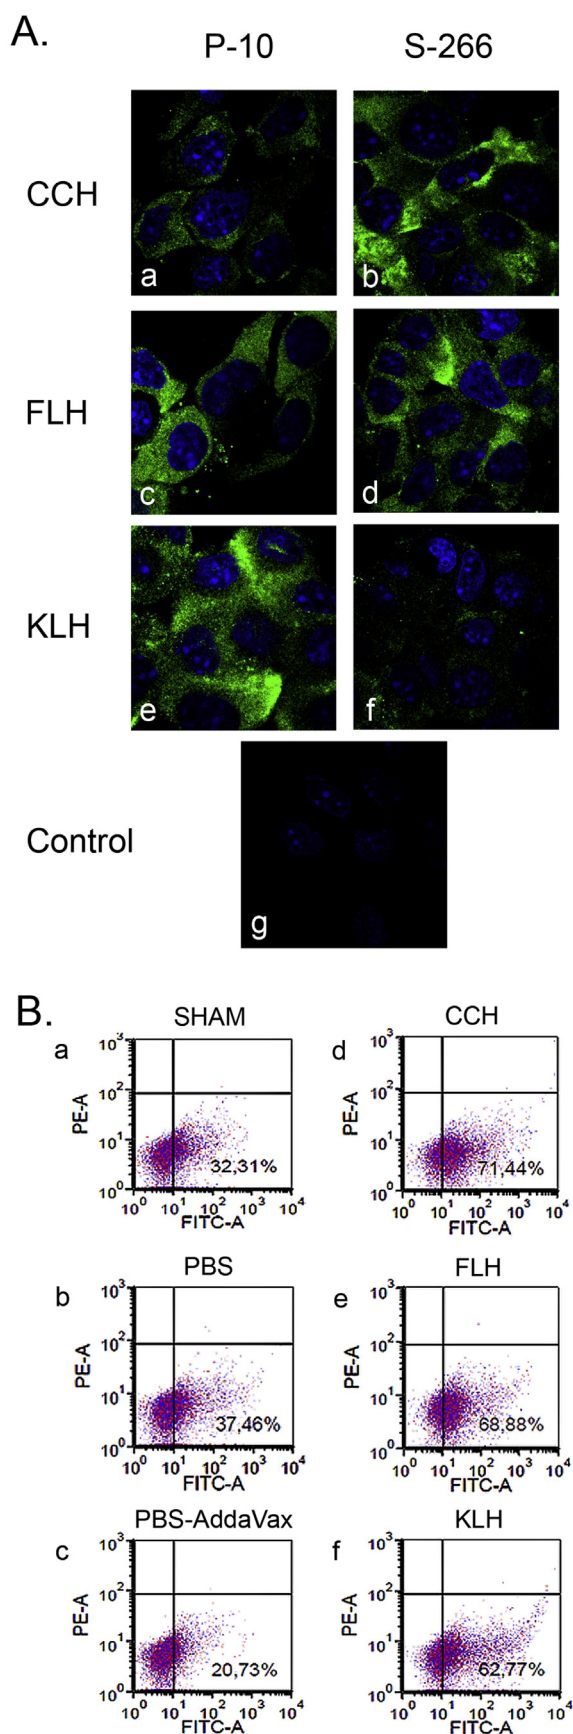 A.
P-10 S-266
CCH
a b
FLH
c d
KLH
e f
Control
g
B.
SHAM CCH
a d
10³ 10³
10² 10²
PE-A PE-A
10¹ 10¹
32,31% 71,44%
10⁰ 10⁰
10⁰ 10¹ 10² 10³ 10⁴ 10⁰ 10¹ 10² 10³ 10⁴
FITC-A FITC-A
PBS FLH
b e
10³ 10³
10² 10²
PE-A PE-A
10¹ 10¹
37,46% 68,88%
10⁰ 10⁰
10⁰ 10¹ 10² 10³ 10⁴ 10⁰ 10¹ 10² 10³ 10⁴
FITC-A FITC-A
PBS-AddaVax KLH
c f
10³ 10³
10² 10²
PE-A PE-A
10¹ 10¹
20,73% 62,77%
10⁰ 10⁰
10⁰ 10¹ 10² 10³ 10⁴ 10⁰ 10¹ 10² 10³ 10⁴
FITC-A FITC-A